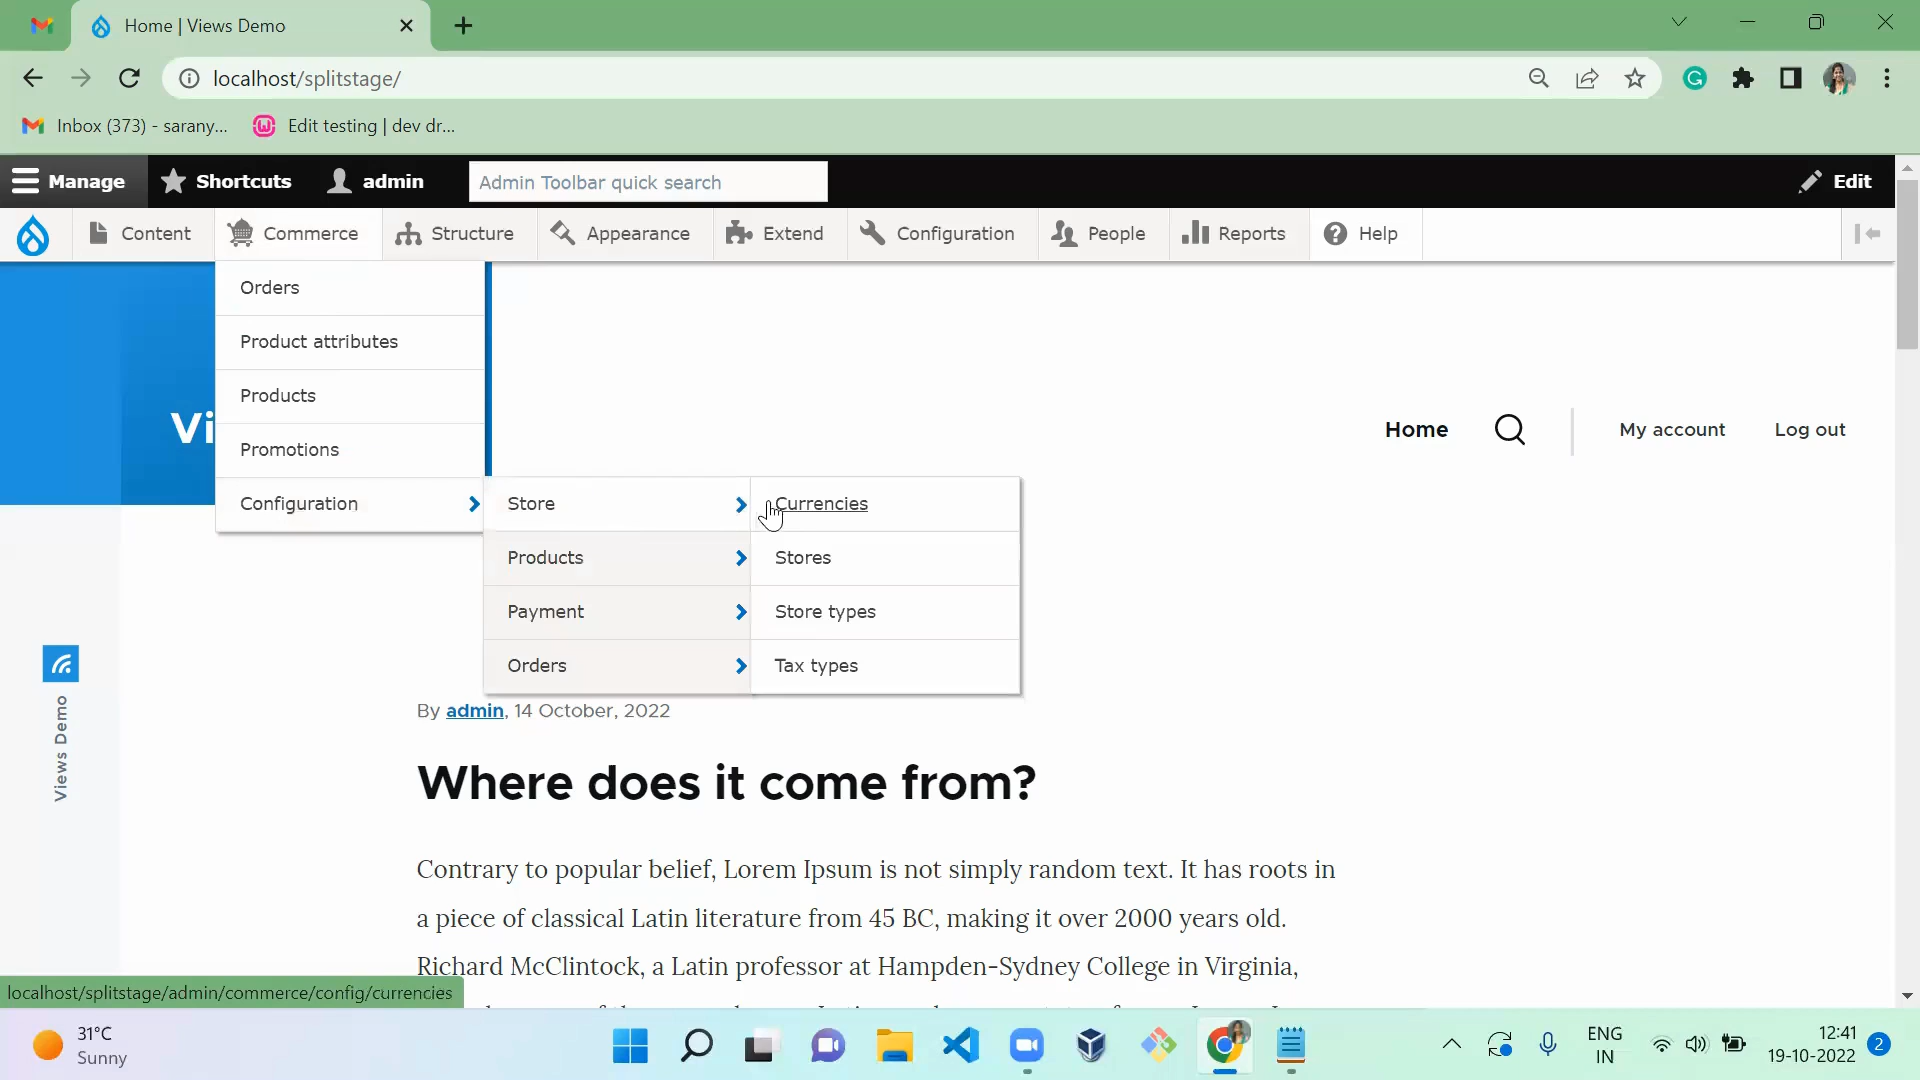 Home | Views Demo
localhost/splitstage/
Inbox (373) - sarany... Edit testing | dev dr...
Manage Shortcuts admin Admin Toolbar quick search Edit
Content Commerce Structure Appearance Extend Configuration People Reports Help
Orders
Product attributes
Products
Promotions
Configuration
Store
Products
Payment
Orders
Currencies
Stores
Store types
Tax types
Vi
Home My account Log out
Views Demo
By admin, 14 October, 2022
Where does it come from?
Contrary to popular belief, Lorem Ipsum is not simply random text. It has roots in
a piece of classical Latin literature from 45 BC, making it over 2000 years old.
Richard McClintock, a Latin professor at Hampden-Sydney College in Virginia,
localhost/splitstage/admin/commerce/config/currencies
31°C
Sunny
ENG
IN
12:41
19-10-2022
2